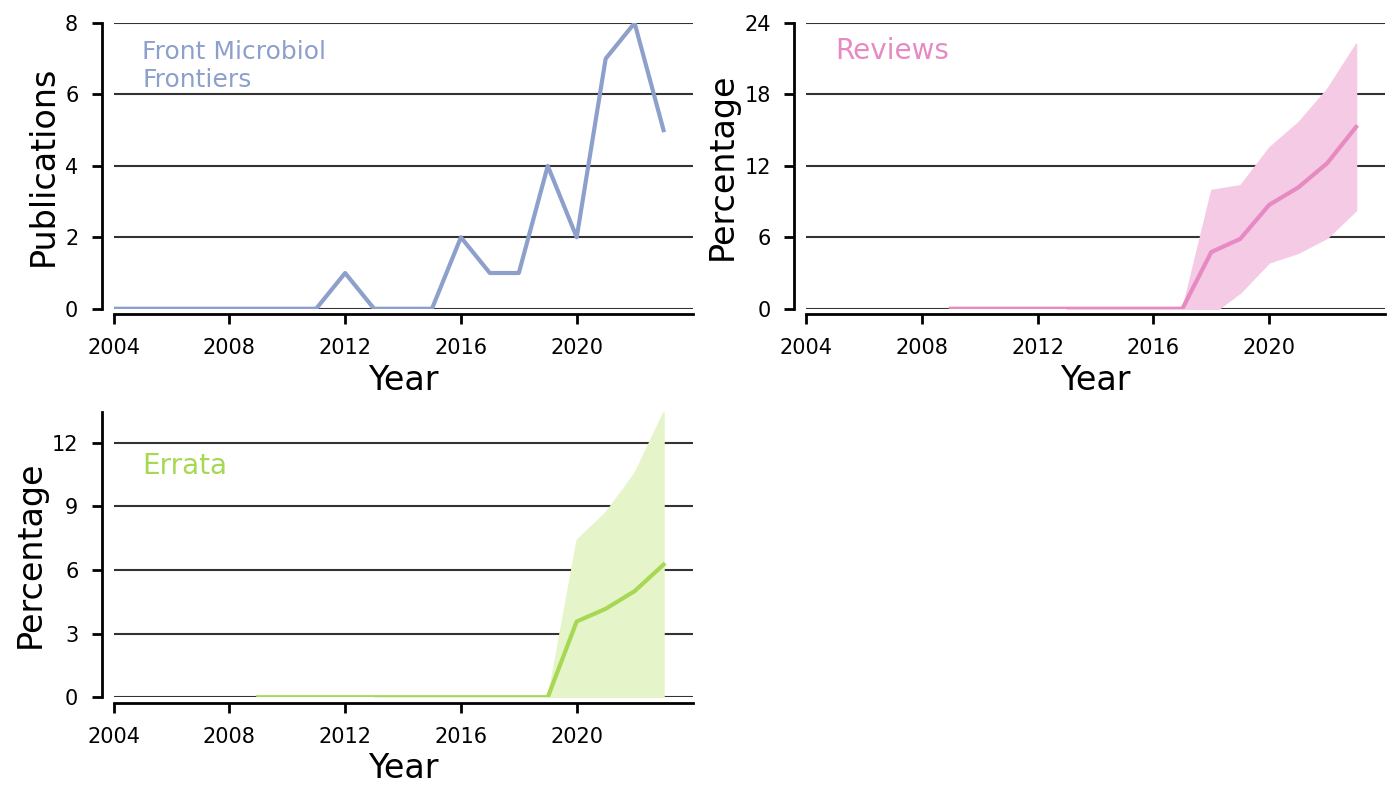 Publications
8
6
4
2
0
Front Microbiol
Frontiers
2004 2008 2012 2016 2020
Year
Percentage
24
18
12
6
0
Reviews
2004 2008 2012 2016 2020
Year
Percentage
12
9
6
3
0
Errata
2004 2008 2012 2016 2020
Year